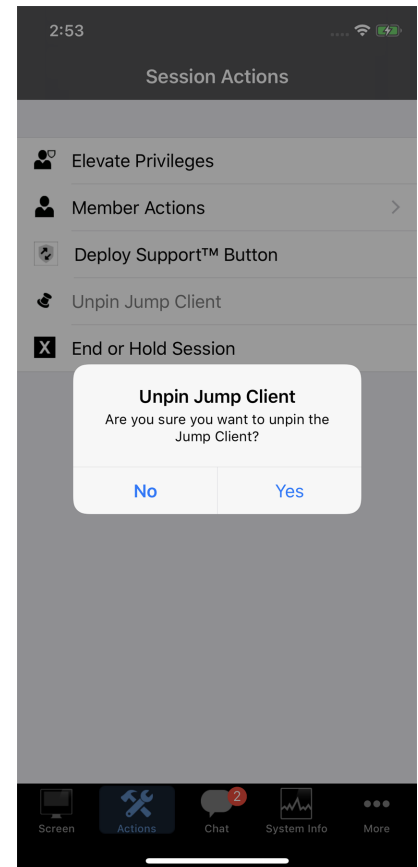 2:53
Session Actions
Elevate Privileges
Member Actions
Deploy Support™ Button
Unpin Jump Client
X End or Hold Session
Unpin Jump Client
Are you sure you want to unpin the
Jump Client?
No Yes
2
Screen Actions Chat System Info More